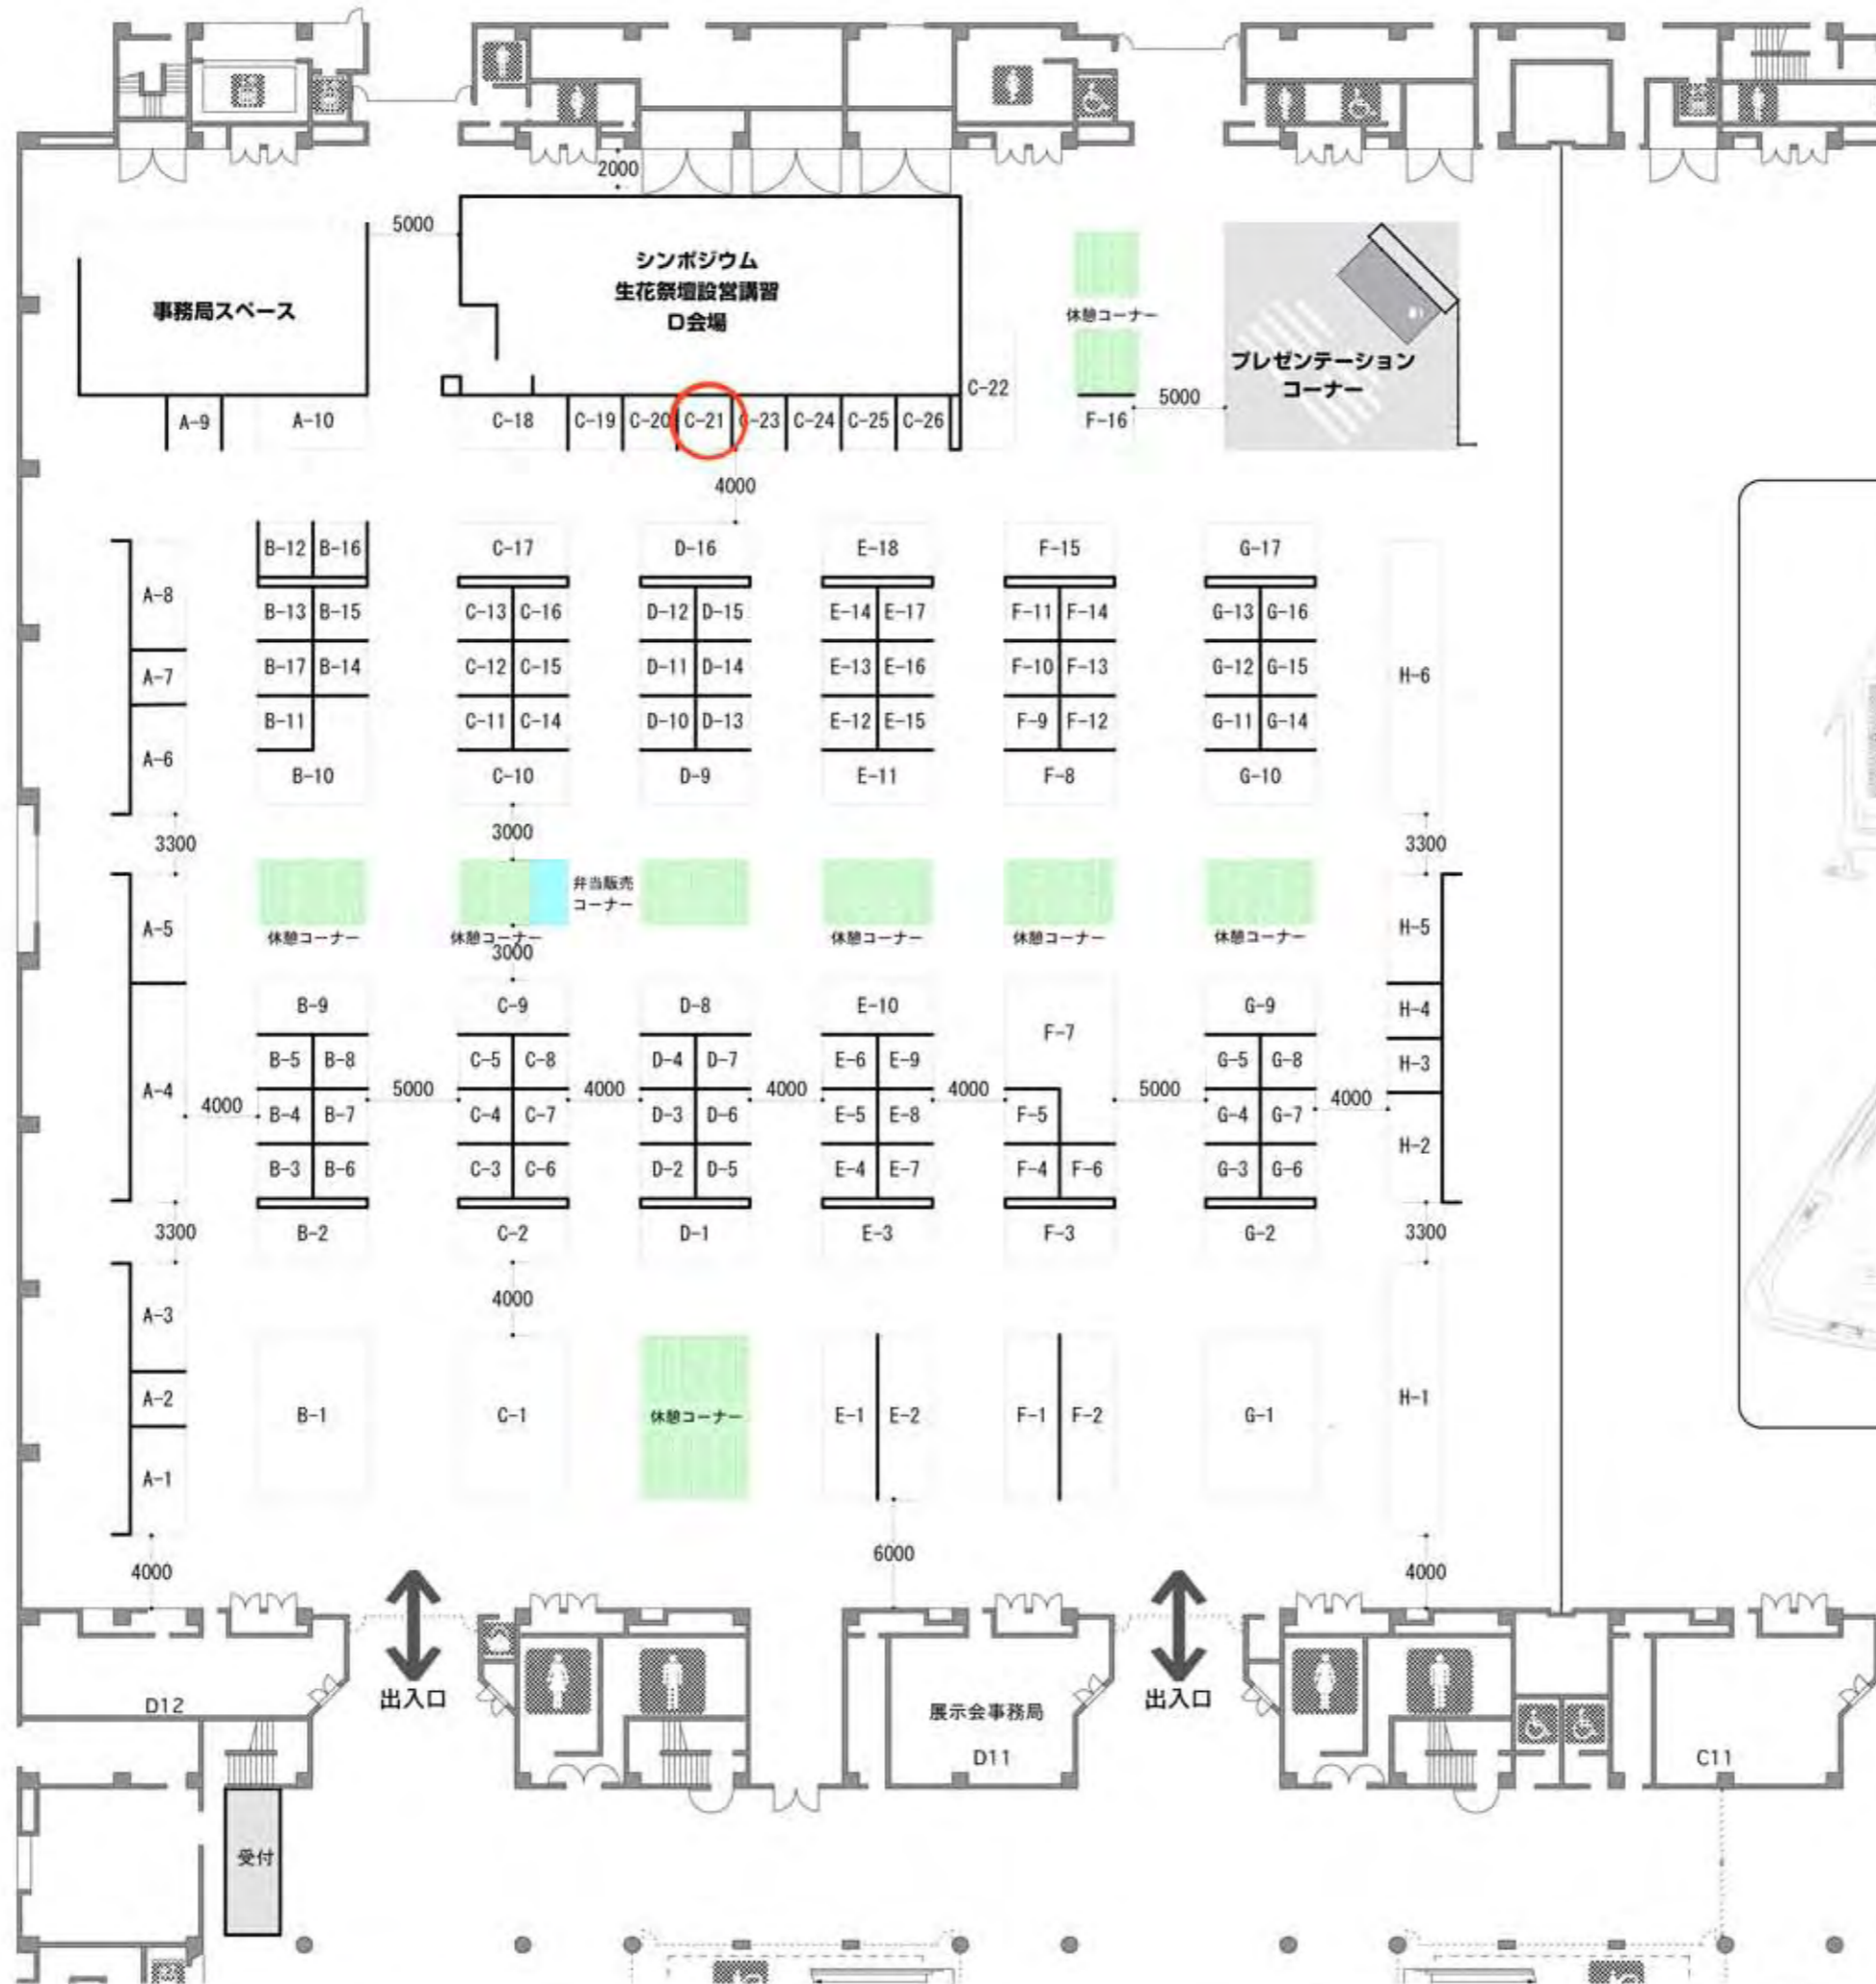 2000
5000
シンポジウム
生花祭壇設営講習
D会場
事務局スペース
休憩コーナー
プレゼンテーション
コーナー
5000
C-22
A-9
A-10
C-18
C-19
C-20
C-21
C-23
C-24
C-25
C-26
F-16
4000
B-12 B-16
C-17
D-16
E-18
F-15
G-17
A-8
B-13 B-15
C-13 C-16
D-12 D-15
E-14 E-17
F-11 F-14
G-13 G-16
A-7
B-17 B-14
C-12 C-15
D-11 D-14
E-13 E-16
F-10 F-13
G-12 G-15
H-6
B-11
C-11 C-14
D-10 D-13
E-12 E-15
F-9 F-12
G-11 G-14
A-6
B-10
C-10
D-9
E-11
F-8
G-10
3300
3000
3300
弁当販売
コーナー
A-5
休憩コーナー
休憩コーナー
3000
休憩コーナー
休憩コーナー
休憩コーナー
H-5
B-9
C-9
D-8
E-10
F-7
G-9
H-4
B-5 B-8
C-5 C-8
D-4 D-7
E-6 E-9
G-5 G-8
H-3
A-4
4000
5000
4000
4000
4000
5000
4000
B-4 B-7
C-4 C-7
D-3 D-6
E-5 E-8
F-5
G-4 G-7
H-2
B-3 B-6
C-3 C-6
D-2 D-5
E-4 E-7
F-4 F-6
G-3 G-6
3300
B-2
C-2
D-1
E-3
F-3
G-2
3300
4000
A-3
A-2
A-1
B-1
C-1
休憩コーナー
E-1 E-2
F-1 F-2
G-1
H-1
4000
6000
4000
D12
出入口
展示会事務局
D11
出入口
C11
受付